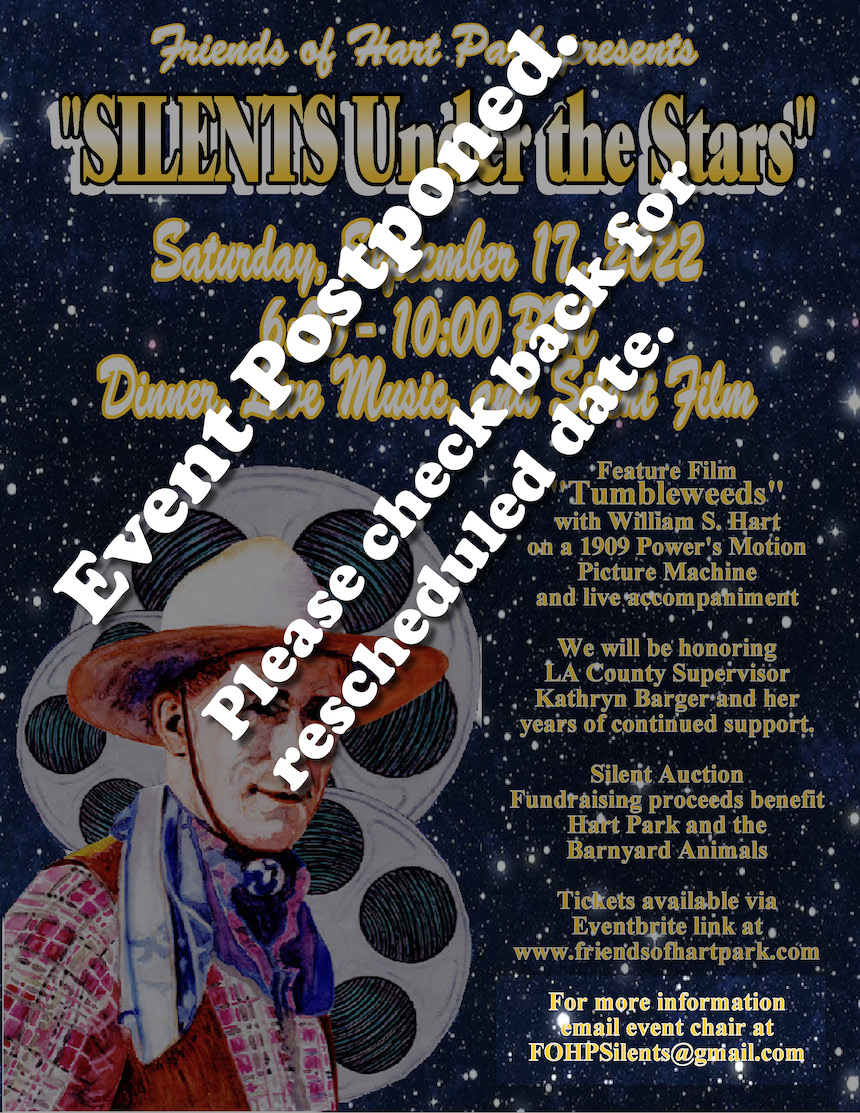 Friends of Hart Park presents
"SILENTS Under the Stars"
Saturday, September 17, 2022
- 10:00 PM
Dinner, Live Music, and Silent Film
Event Postponed.
Please check back for
rescheduled date.
Feature Film
"Tumbleweeds"
with William S. Hart
on a 1909 Power's Motion
Picture Machine
and live accompaniment
We will be honoring
LA County Supervisor
Kathryn Barger and her
years of continued support.
Silent Auction
Fundraising proceeds benefit
Hart Park and the
Barnyard Animals
Tickets available via
Eventbrite link at
www.friendsofhartpark.com
For more information
email event chair at
FOHPSilents@gmail.com